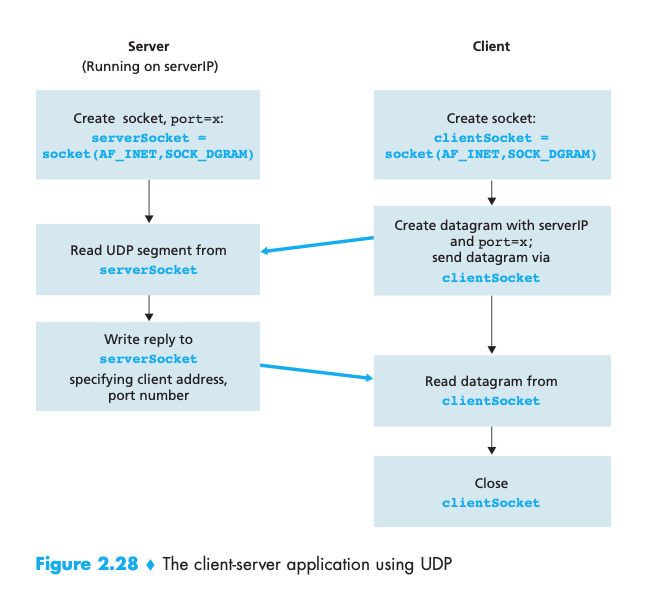 Server
(Running on serverIP)
Client
Create socket, port=x:
serverSocket =
socket(AF_INET,SOCK_DGRAM)
Create socket:
clientSocket =
socket(AF_INET,SOCK_DGRAM)
Read UDP segment from
serverSocket
Create datagram with serverIP
and port=x;
send datagram via
clientSocket
Write reply to
serverSocket
specifying client address,
port number
Read datagram from
clientSocket
Close
clientSocket
Figure 2.28 ♦ The client-server application using UDP